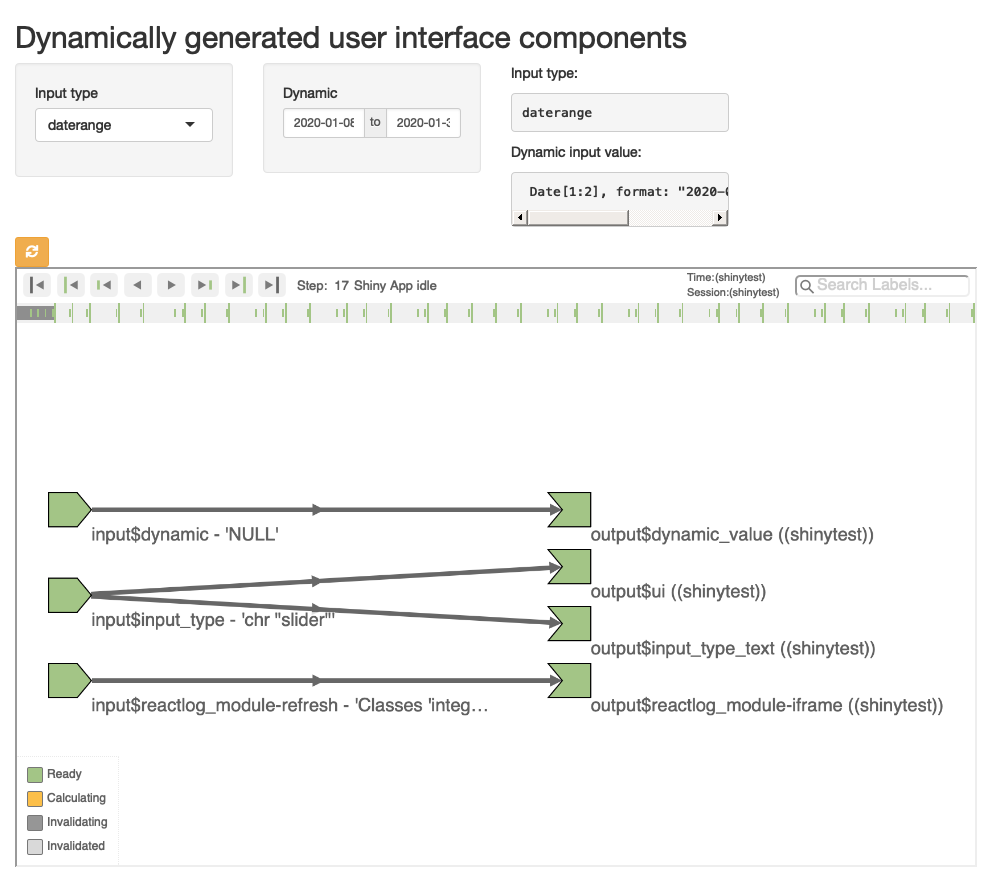 Dynamically generated user interface components
Input type
daterange
Dynamic
2020-01-08 to 2020-01-3
Input type:
daterange
Dynamic input value:
Date[1:2], format: "2020-0
Step: 17 Shiny App idle
Time:(shinytest)
Session:(shinytest)
Search Labels...
input$dynamic - 'NULL'
output$dynamic_value ((shinytest))
output$ui ((shinytest))
input$input_type - 'chr "slider"'
output$input_type_text ((shinytest))
input$reactlog_module-refresh - 'Classes 'integ…
output$reactlog_module-iframe ((shinytest))
Ready
Calculating
Invalidating
Invalidated